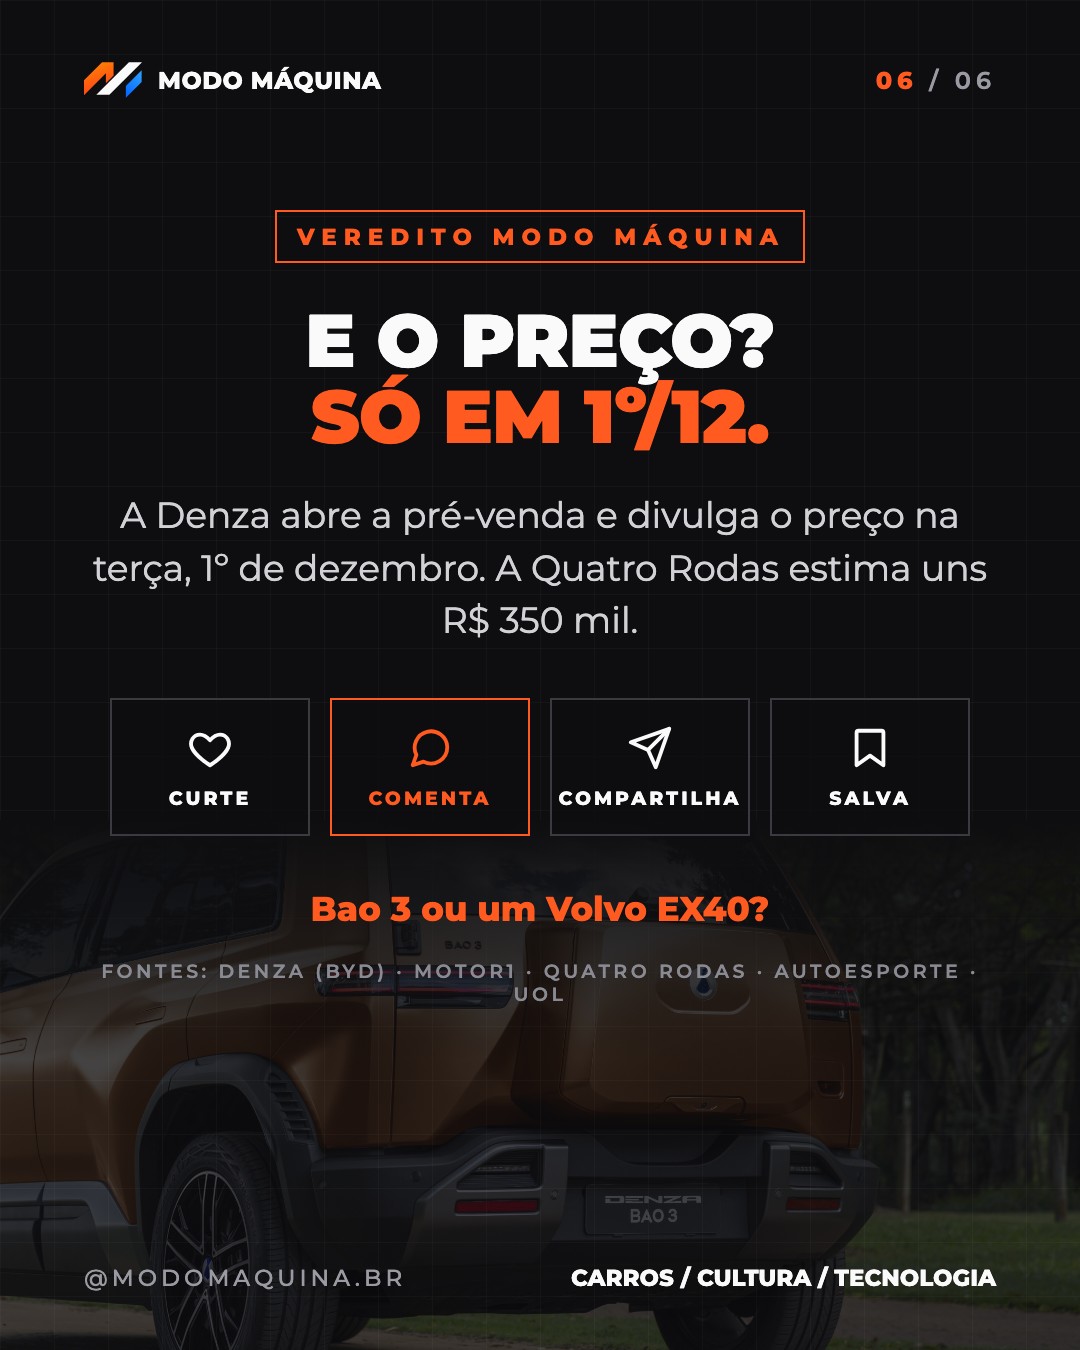 MODO MÁQUINA
06 / 06
VEREDITO MODO MÁQUINA
E O PREÇO?
SÓ EM 1º/12.
A Denza abre a pré-venda e divulga o preço na
terça, 1º de dezembro. A Quatro Rodas estima uns
R$ 350 mil.
CURTE
COMENTA
COMPARTILHA
SALVA
Bao 3 ou um Volvo EX40?
BAO 3
FONTES: DENZA (BYD) · MOTOR1 · QUATRO RODAS · AUTOESPORTE ·
UOL
DENZA
BAO 3
@MODOMAQUINA.BR
CARROS / CULTURA / TECNOLOGIA